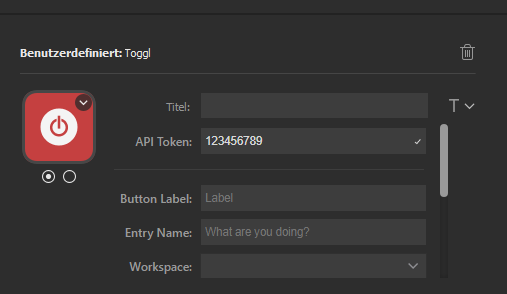 Benutzerdefiniert: Toggl
Titel:
T
API Token: 123456789
Button Label: Label
Entry Name: What are you doing?
Workspace: